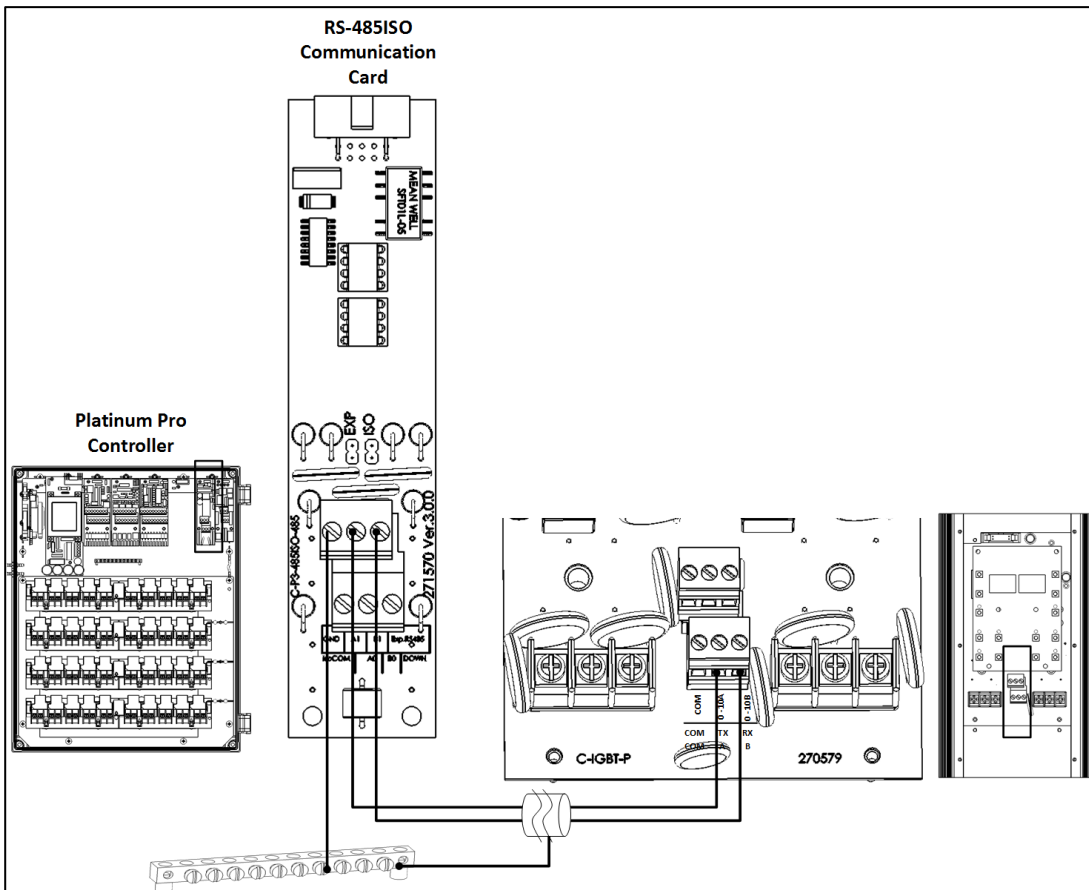 RS-485ISO
Communication
Card
MEAN WELL
SFT01L-05
Platinum Pro
Controller
EXP
ISO
C-P3-485ISO-485
271570 Ver.3.0.0
GND A1 B1 Exp.RS485
COM A0 B0 DOWN
COM 0 -10A 0 -10B
COM TX RX
COM A B
C-IGBT-P
270579